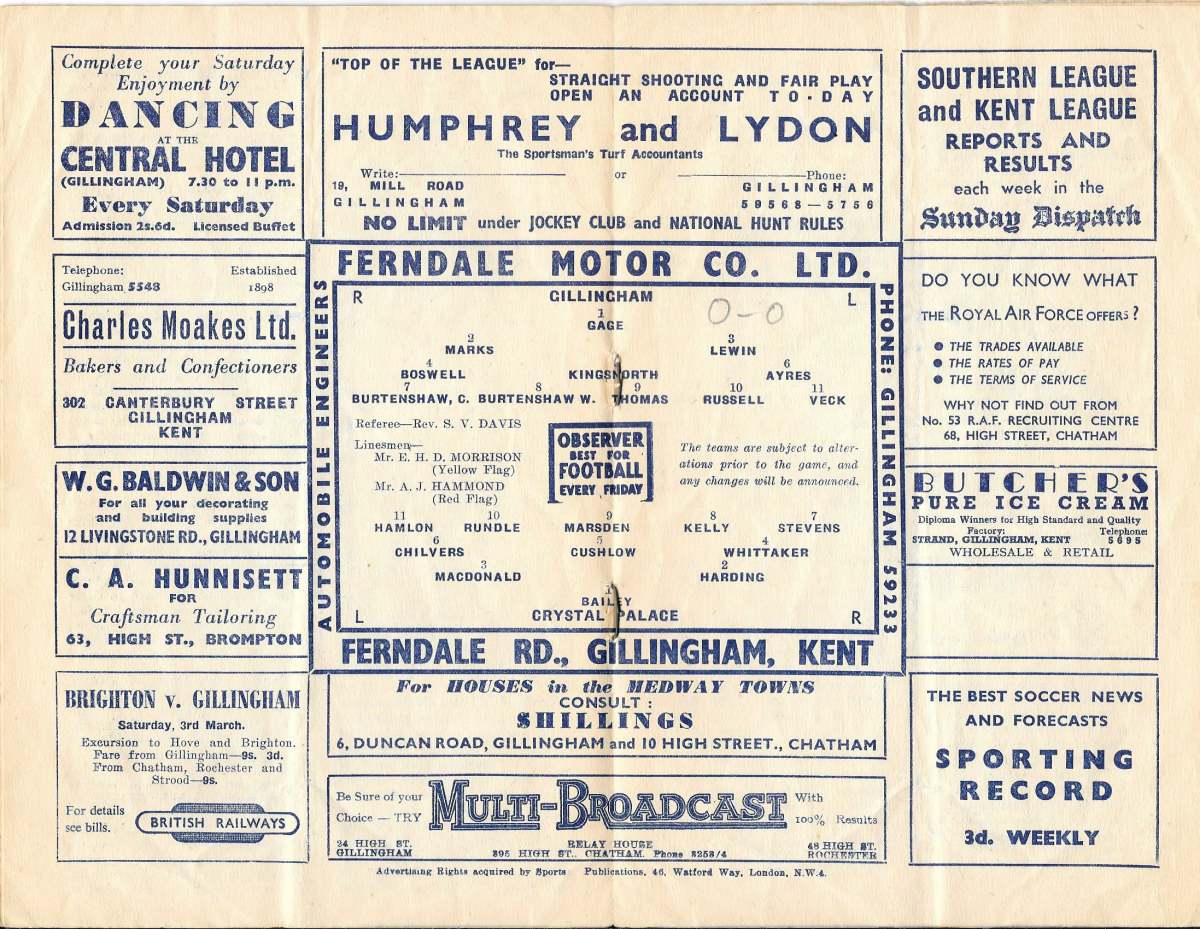 Complete your Saturday
Enjoyment by
DANCING
AT THE
CENTRAL HOTEL
(GILLINGHAM) 7.30 to 11 p.m.
Every Saturday
Admission 2s.6d. Licensed Buffet
"TOP OF THE LEAGUE" for—
STRAIGHT SHOOTING AND FAIR PLAY
OPEN AN ACCOUNT TO-DAY
HUMPHREY and LYDON
The Sportsman's Turf Accountants
Write: or Phone:
19, MILL ROAD GILLINGHAM
GILLINGHAM 59568—5756
NO LIMIT under JOCKEY CLUB and NATIONAL HUNT RULES
SOUTHERN LEAGUE
and KENT LEAGUE
REPORTS AND
RESULTS
each week in the
Sunday Dispatch
Telephone: Established
Gillingham 5548 1898
Charles Moakes Ltd.
Bakers and Confectioners
302 CANTERBURY STREET
GILLINGHAM
KENT
W. G. BALDWIN & SON
For all your decorating
and building supplies
12 LIVINGSTONE RD., GILLINGHAM
C. A. HUNNISETT
FOR
Craftsman Tailoring
63, HIGH ST., BROMPTON
BRIGHTON v. GILLINGHAM
Saturday, 3rd March.
Excursion to Hove and Brighton.
Fare from Gillingham—9s. 3d.
From Chatham, Rochester and
Strood—9s.
For details
see bills.
BRITISH RAILWAYS
FERNDALE MOTOR CO. LTD.
AUTOMOBILE ENGINEERS
PHONE: GILLINGHAM 59233
R GILLINGHAM L
0-0
1
GAGE
2 3
MARKS LEWIN
4 6
BOSWELL KINGSNORTH AYRES
7 8 9 10 11
BURTENSHAW, C. BURTENSHAW W. THOMAS RUSSELL VECK
Referee—Rev. S. V. DAVIS
Linesmen—
Mr. E. H. D. MORRISON
(Yellow Flag)
Mr. A. J. HAMMOND
(Red Flag)
OBSERVER
BEST FOR
FOOTBALL
EVERY FRIDAY
The teams are subject to alter-
ations prior to the game, and
any changes will be announced.
11 10 9 8 7
HAMLON RUNDLE MARSDEN KELLY STEVENS
6 5 4
CHILVERS CUSHLOW WHITTAKER
3 2
MACDONALD HARDING
1
BAILEY
L CRYSTAL PALACE R
FERNDALE RD., GILLINGHAM, KENT
For HOUSES in the MEDWAY TOWNS
CONSULT :
SHILLINGS
6, DUNCAN ROAD, GILLINGHAM and 10 HIGH STREET., CHATHAM
Be Sure of your
Choice — TRY
MULTI-BROADCAST
With
100% Results
24 HIGH ST. RELAY HOUSE 48 HIGH ST.
GILLINGHAM 395 HIGH ST., CHATHAM. Phone 3253/4 ROCHESTER
Advertising Rights acquired by Sports Publications, 46, Watford Way, London, N.W.4.
DO YOU KNOW WHAT
THE ROYAL AIR FORCE OFFERS ?
● THE TRADES AVAILABLE
● THE RATES OF PAY
● THE TERMS OF SERVICE
WHY NOT FIND OUT FROM
No. 53 R.A.F. RECRUITING CENTRE
68, HIGH STREET, CHATHAM
BUTCHER'S
PURE ICE CREAM
Diploma Winners for High Standard and Quality
Factory: Telephone:
STRAND, GILLINGHAM, KENT 5695
WHOLESALE & RETAIL
THE BEST SOCCER NEWS
AND FORECASTS
SPORTING
RECORD
3d. WEEKLY